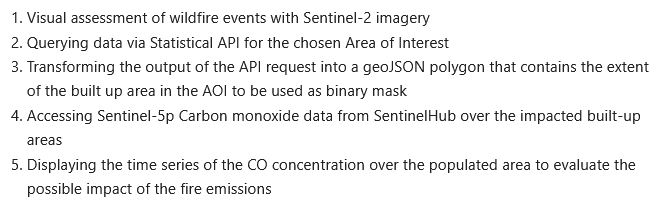 1. Visual assessment of wildfire events with Sentinel-2 imagery
2. Querying data via Statistical API for the chosen Area of Interest
3. Transforming the output of the API request into a geoJSON polygon that contains the extent
of the built up area in the AOI to be used as binary mask
4. Accessing Sentinel-5p Carbon monoxide data from SentinelHub over the impacted built-up
areas
5. Displaying the time series of the CO concentration over the populated area to evaluate the
possible impact of the fire emissions